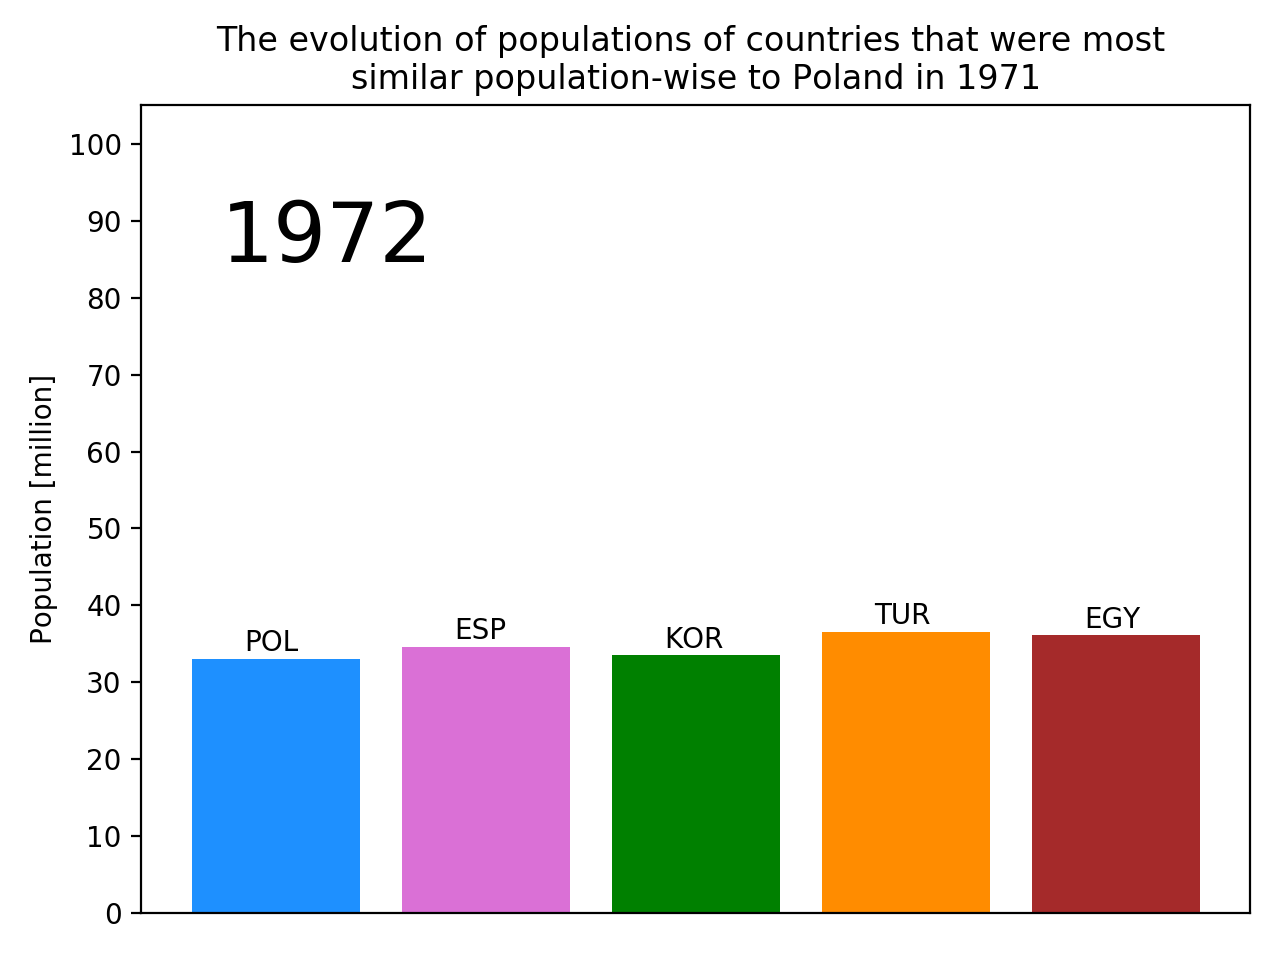 The evolution of populations of countries that were most
similar population-wise to Poland in 1971
1972
Population [million]
100
90
80
70
60
50
40
30
20
10
0
POL
ESP
KOR
TUR
EGY